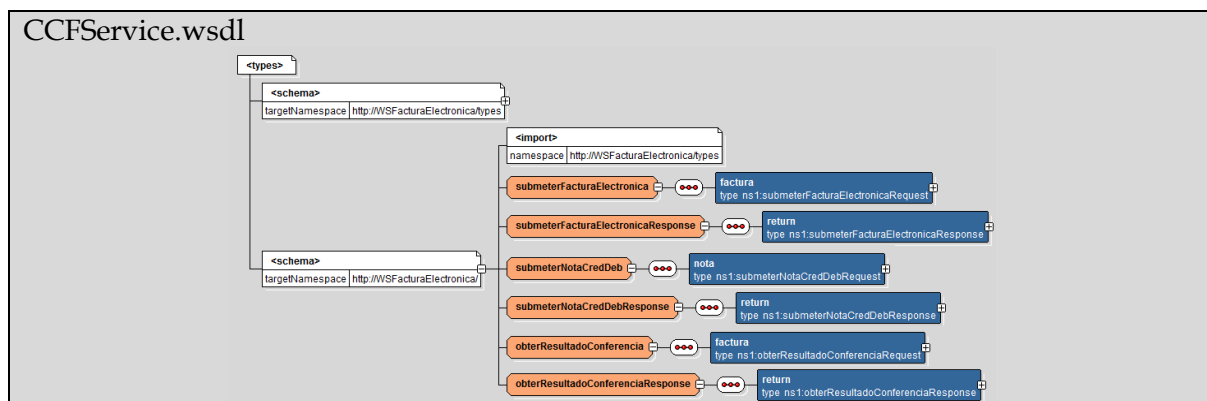 CCFService.wsdl
<types>
<schema>
targetNamespace http://WSFacturaElectronica/types
<import>
namespace http://WSFacturaElectronica/types
submeterFacturaElectronica
factura
type ns1:submeterFacturaElectronicaRequest
submeterFacturaElectronicaResponse
return
type ns1:submeterFacturaElectronicaResponse
<schema>
targetNamespace http://WSFacturaElectronica/
submeterNotaCredDeb
nota
type ns1:submeterNotaCredDebRequest
submeterNotaCredDebResponse
return
type ns1:submeterNotaCredDebResponse
obterResultadoConferencia
factura
type ns1:obterResultadoConferenciaRequest
obterResultadoConferenciaResponse
return
type ns1:obterResultadoConferenciaResponse